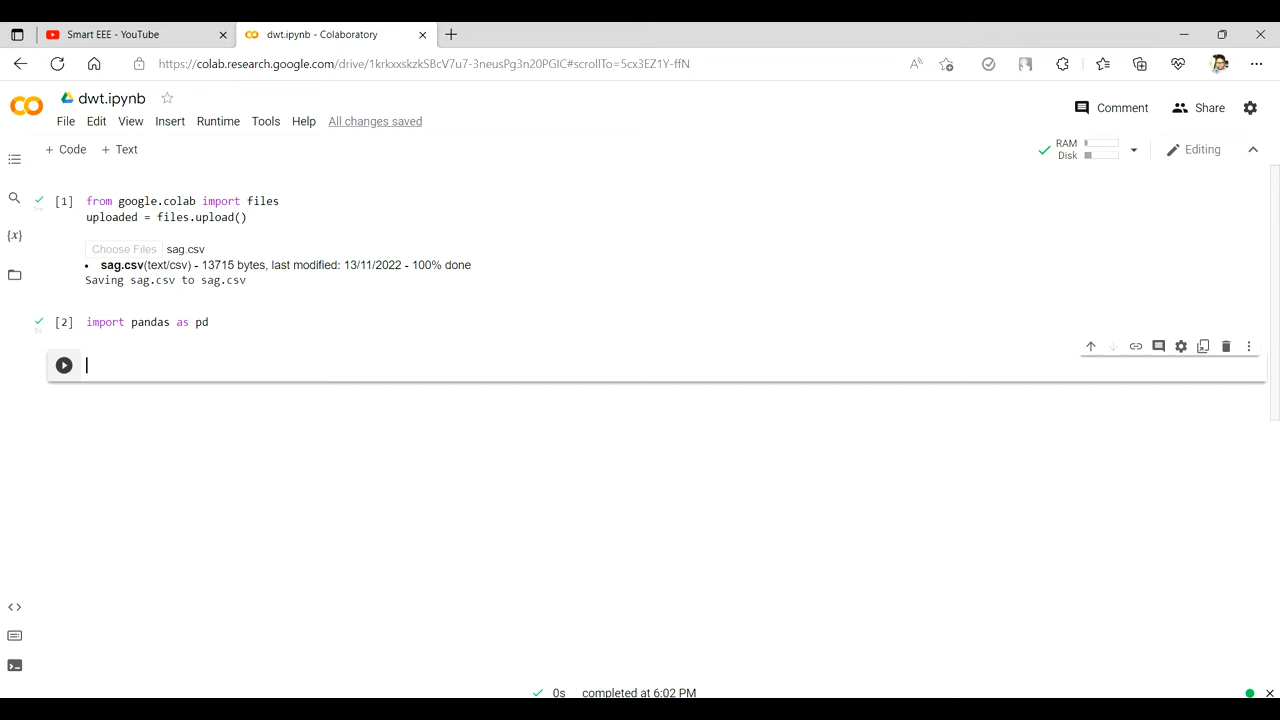 Smart EEE - YouTube
dwt.ipynb - Colaboratory
https://colab.research.google.com/drive/1krkxxskzkSBcV7u7-3neusPg3n20PGIC#scrollTo=5cx3EZ1Y-ffN
dwt.ipynb
Comment
Share
File Edit View Insert Runtime Tools Help All changes saved
+ Code + Text
RAM
Disk
Editing
[1] from google.colab import files
uploaded = files.upload()
Choose Files sag.csv
• sag.csv(text/csv) - 13715 bytes, last modified: 13/11/2022 - 100% done
Saving sag.csv to sag.csv
[2] import pandas as pd
0s completed at 6:02 PM